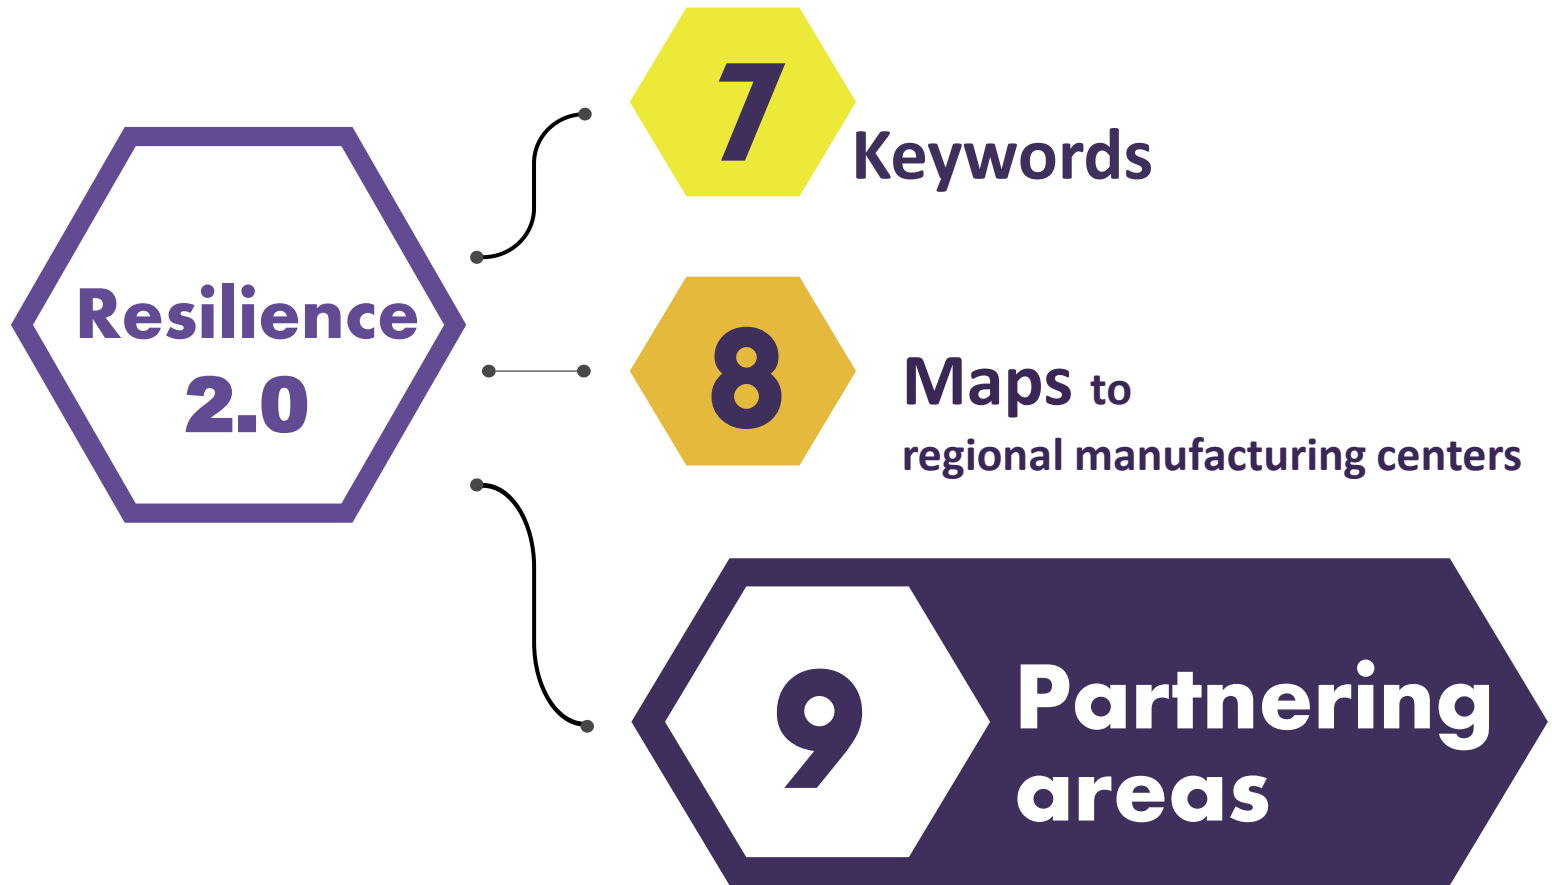 Resilience
2.0
7
Keywords
8
Maps to
regional manufacturing centers
9
Partnering
areas